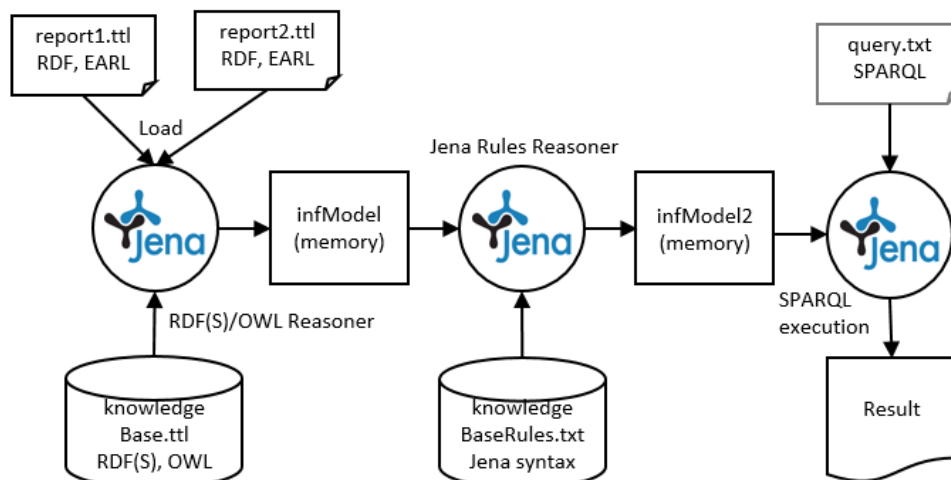 report1.ttl
RDF, EARL
report2.ttl
RDF, EARL
query.txt
SPARQL
Load
Jena Rules Reasoner
Jena
infModel
(memory)
Jena
infModel2
(memory)
Jena
RDF(S)/OWL Reasoner
SPARQL
execution
knowledge
Base.ttl
RDF(S), OWL
knowledge
BaseRules.txt
Jena syntax
Result